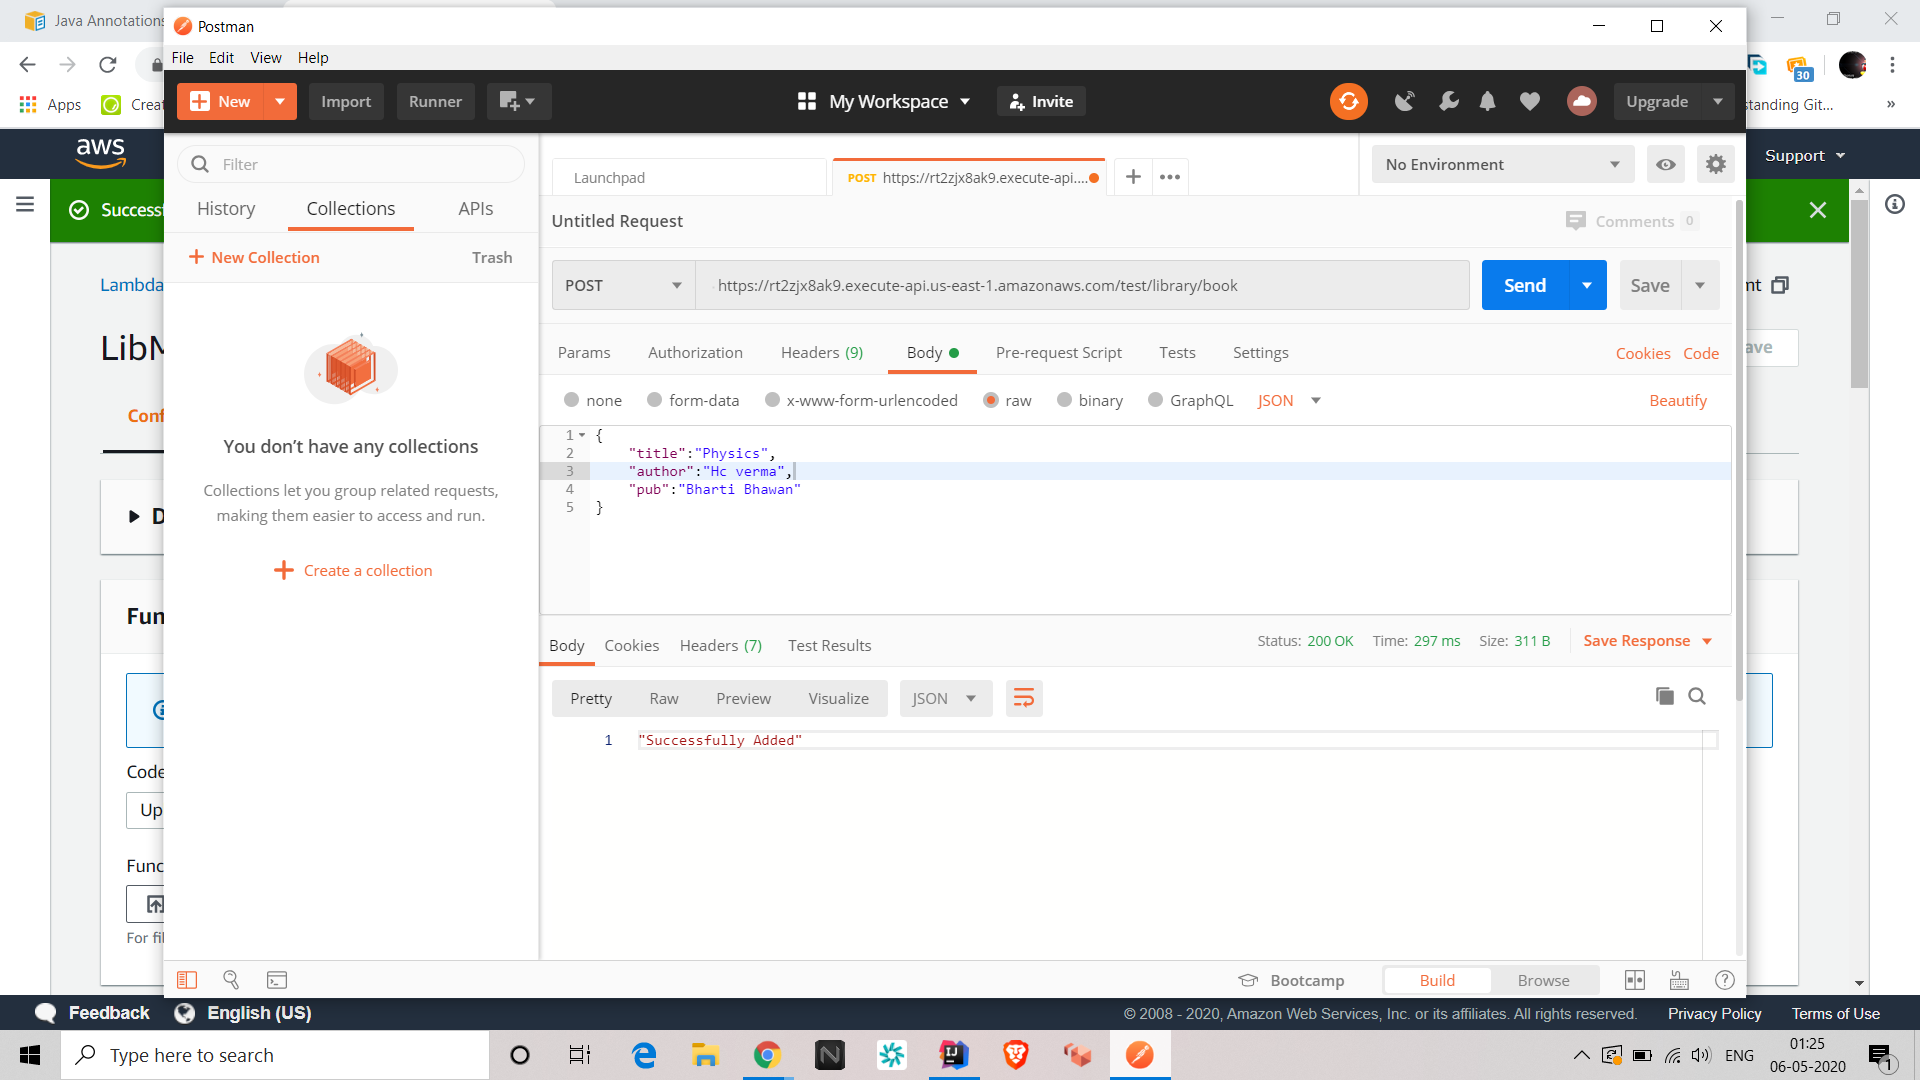 Java Annotations
Postman
File Edit View Help
New Import Runner My Workspace Invite Upgrade
Apps Creat
standing Git... »
30
aws
Support
Filter
Launchpad
POST https://rt2zjx8ak9.execute-api....
No Environment
Success
History Collections APIs
Untitled Request
Comments 0
New Collection Trash
Lambda
POST https://rt2zjx8ak9.execute-api.us-east-1.amazonaws.com/test/library/book Send Save
nt
LibM
Params Authorization Headers (9) Body Pre-request Script Tests Settings Cookies Code
ave
none form-data x-www-form-urlencoded raw binary GraphQL JSON Beautify
Conf
1 {
2 "title":"Physics",
3 "author":"Hc verma",
4 "pub":"Bharti Bhawan"
5 }
You don't have any collections
Collections let you group related requests,
making them easier to access and run.
Create a collection
D
Fun
Body Cookies Headers (7) Test Results Status: 200 OK Time: 297 ms Size: 311 B Save Response
Pretty Raw Preview Visualize JSON
1 "Successfully Added"
Code
Up
Func
For fil
Bootcamp Build Browse
Feedback English (US)
© 2008 - 2020, Amazon Web Services, Inc. or its affiliates. All rights reserved. Privacy Policy Terms of Use
Type here to search
ENG
01:25
06-05-2020
1